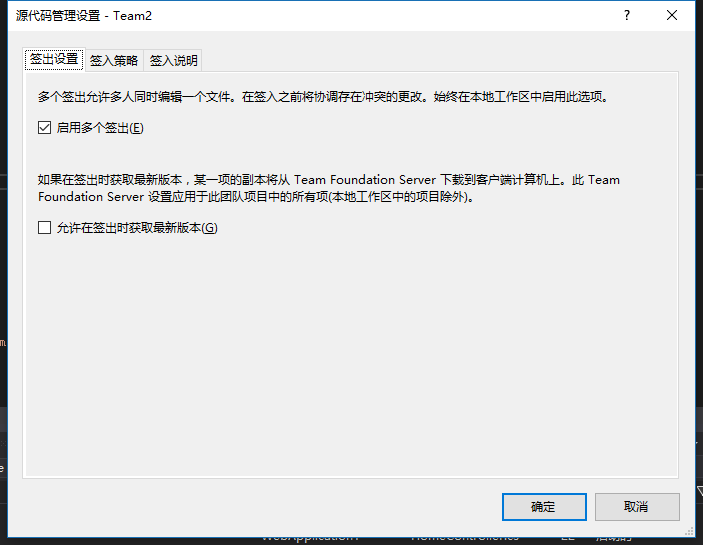 源代码管理设置 - Team2
?
签出设置 签入策略 签入说明
多个签出允许多人同时编辑一个文件。在签入之前将协调存在冲突的更改。始终在本地工作区中启用此选项。
启用多个签出(E)
如果在签出时获取最新版本，某一项的副本将从 Team Foundation Server 下载到客户端计算机上。此 Team
Foundation Server 设置应用于此团队项目中的所有项(本地工作区中的项目除外)。
允许在签出时获取最新版本(G)
m
e
确定 取消